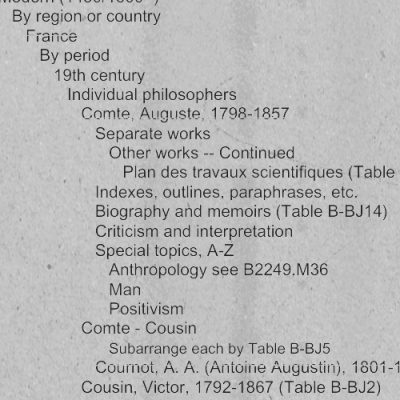 By region or country
France
By period
19th century
Individual philosophers
Comte, Auguste, 1798-1857
Separate works
Other works -- Continued
Plan des travaux scientifiques (Table
Indexes, outlines, paraphrases, etc.
Biography and memoirs (Table B-BJ14)
Criticism and interpretation
Special topics, A-Z
Anthropology see B2249.M36
Man
Positivism
Comte - Cousin
Subarrange each by Table B-BJ5
Cournot, A. A. (Antoine Augustin), 1801-1
Cousin, Victor, 1792-1867 (Table B-BJ2)